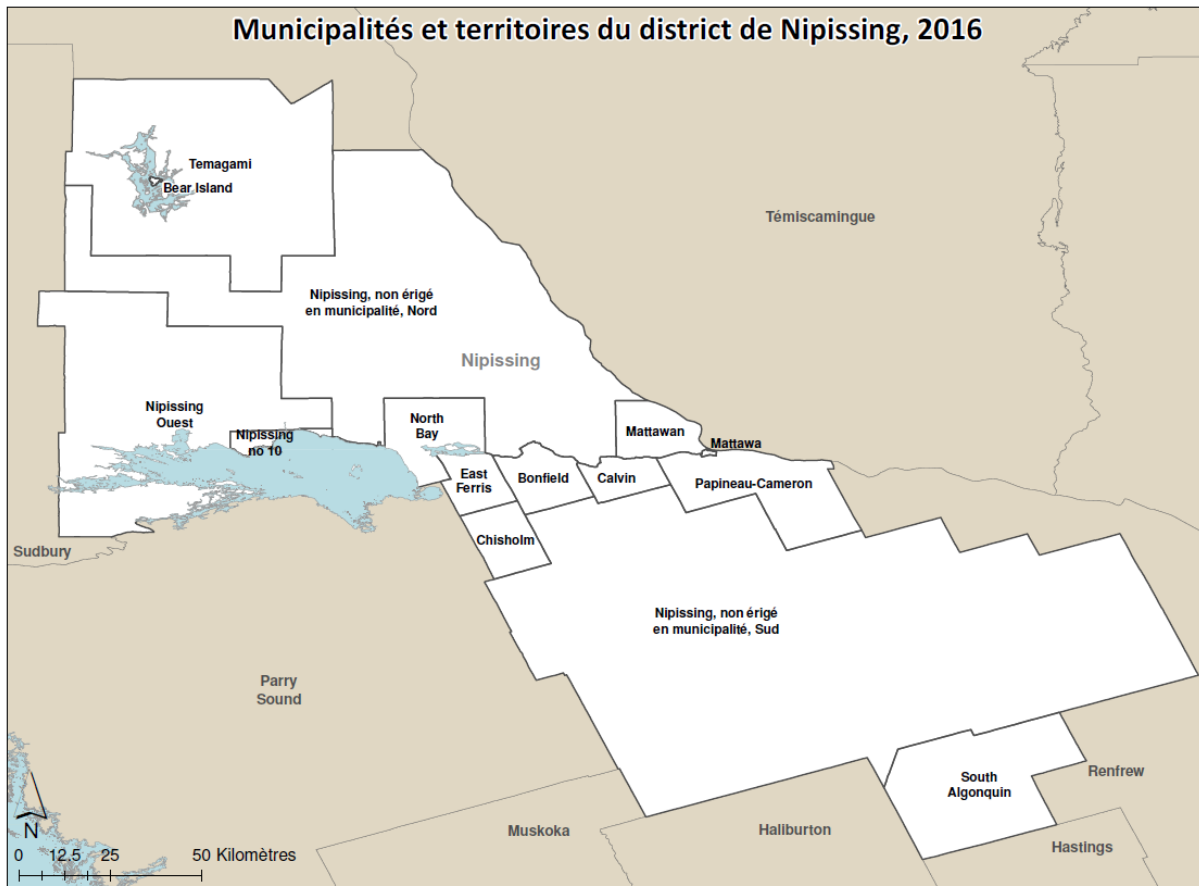 Municipalités et territoires du district de Nipissing, 2016
Temagami
Bear Island
Témiscamingue
Nipissing, non érigé
en municipalité, Nord
Nipissing
Nipissing
Ouest
Nipissing
no 10
North
Bay
Mattawan
Mattawa
East
Ferris
Bonfield
Calvin
Papineau-Cameron
Chisholm
Sudbury
Nipissing, non érigé
en municipalité, Sud
Parry
Sound
South
Algonquin
Renfrew
Muskoka
Haliburton
Hastings
N
0 12.5 25 50 Kilomètres